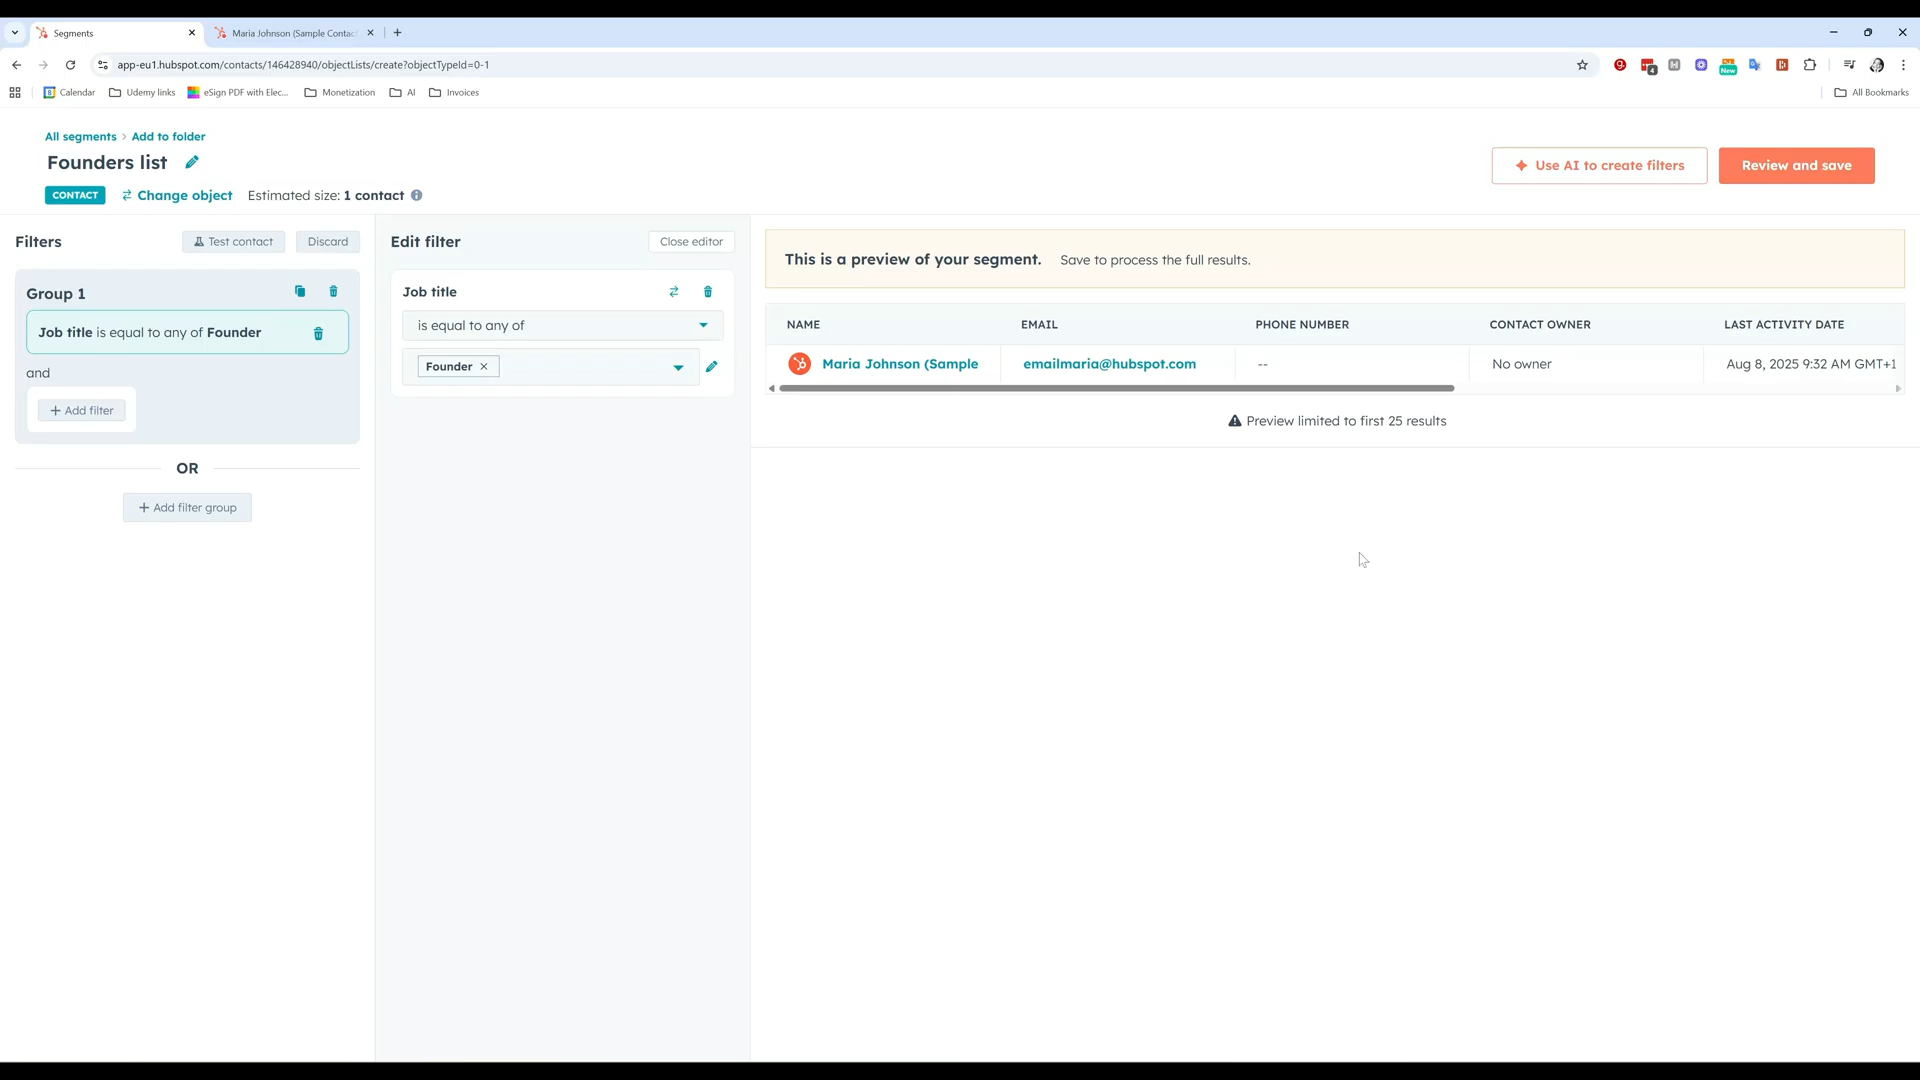 Segments
Maria Johnson (Sample Contac
app-eu1.hubspot.com/contacts/146428940/objectLists/create?objectTypeId=0-1
4
New
Calendar
Udemy links
eSign PDF with Elec...
Monetization
AI
Invoices
All Bookmarks
All segments > Add to folder
Founders list
Use AI to create filters
Review and save
CONTACT
Change object
Estimated size: 1 contact
Filters
Test contact
Discard
Edit filter
Close editor
This is a preview of your segment. Save to process the full results.
Group 1
Job title
Job title is equal to any of Founder
is equal to any of
NAME
EMAIL
PHONE NUMBER
CONTACT OWNER
LAST ACTIVITY DATE
Founder
Maria Johnson (Sample
emailmaria@hubspot.com
--
No owner
Aug 8, 2025 9:32 AM GMT+1
and
+ Add filter
Preview limited to first 25 results
OR
+ Add filter group